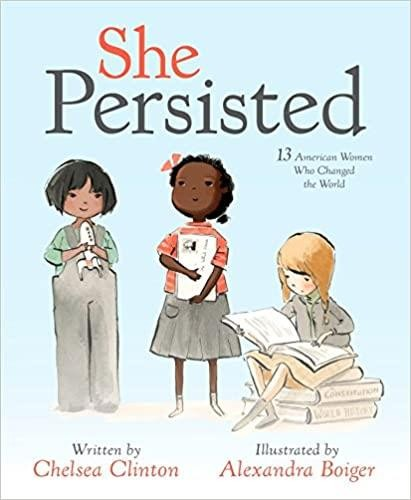 She
Persisted
13 American Women
Who Changed
the World
CONSTITUTION
WORLD HISTORY
Written by
Chelsea Clinton
Illustrated by
Alexandra Boiger